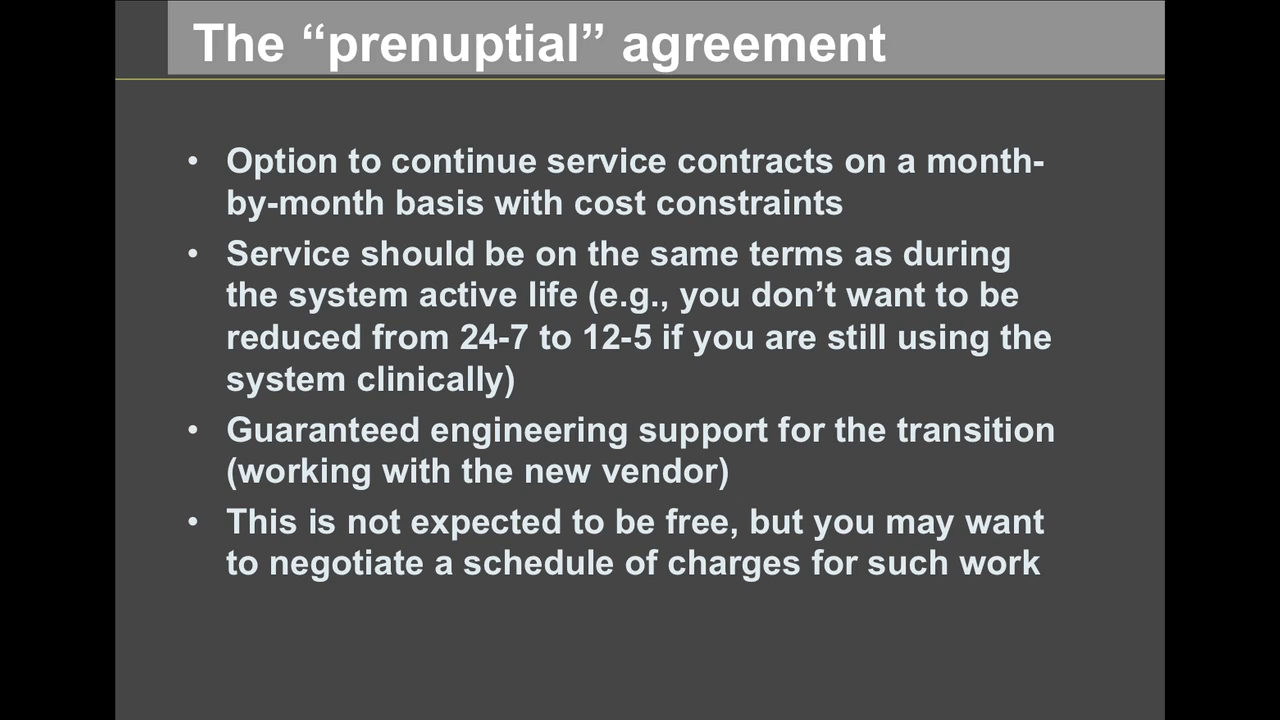 The “prenuptial” agreement
• Option to continue service contracts on a month-
by-month basis with cost constraints
• Service should be on the same terms as during
the system active life (e.g., you don’t want to be
reduced from 24-7 to 12-5 if you are still using the
system clinically)
• Guaranteed engineering support for the transition
(working with the new vendor)
• This is not expected to be free, but you may want
to negotiate a schedule of charges for such work